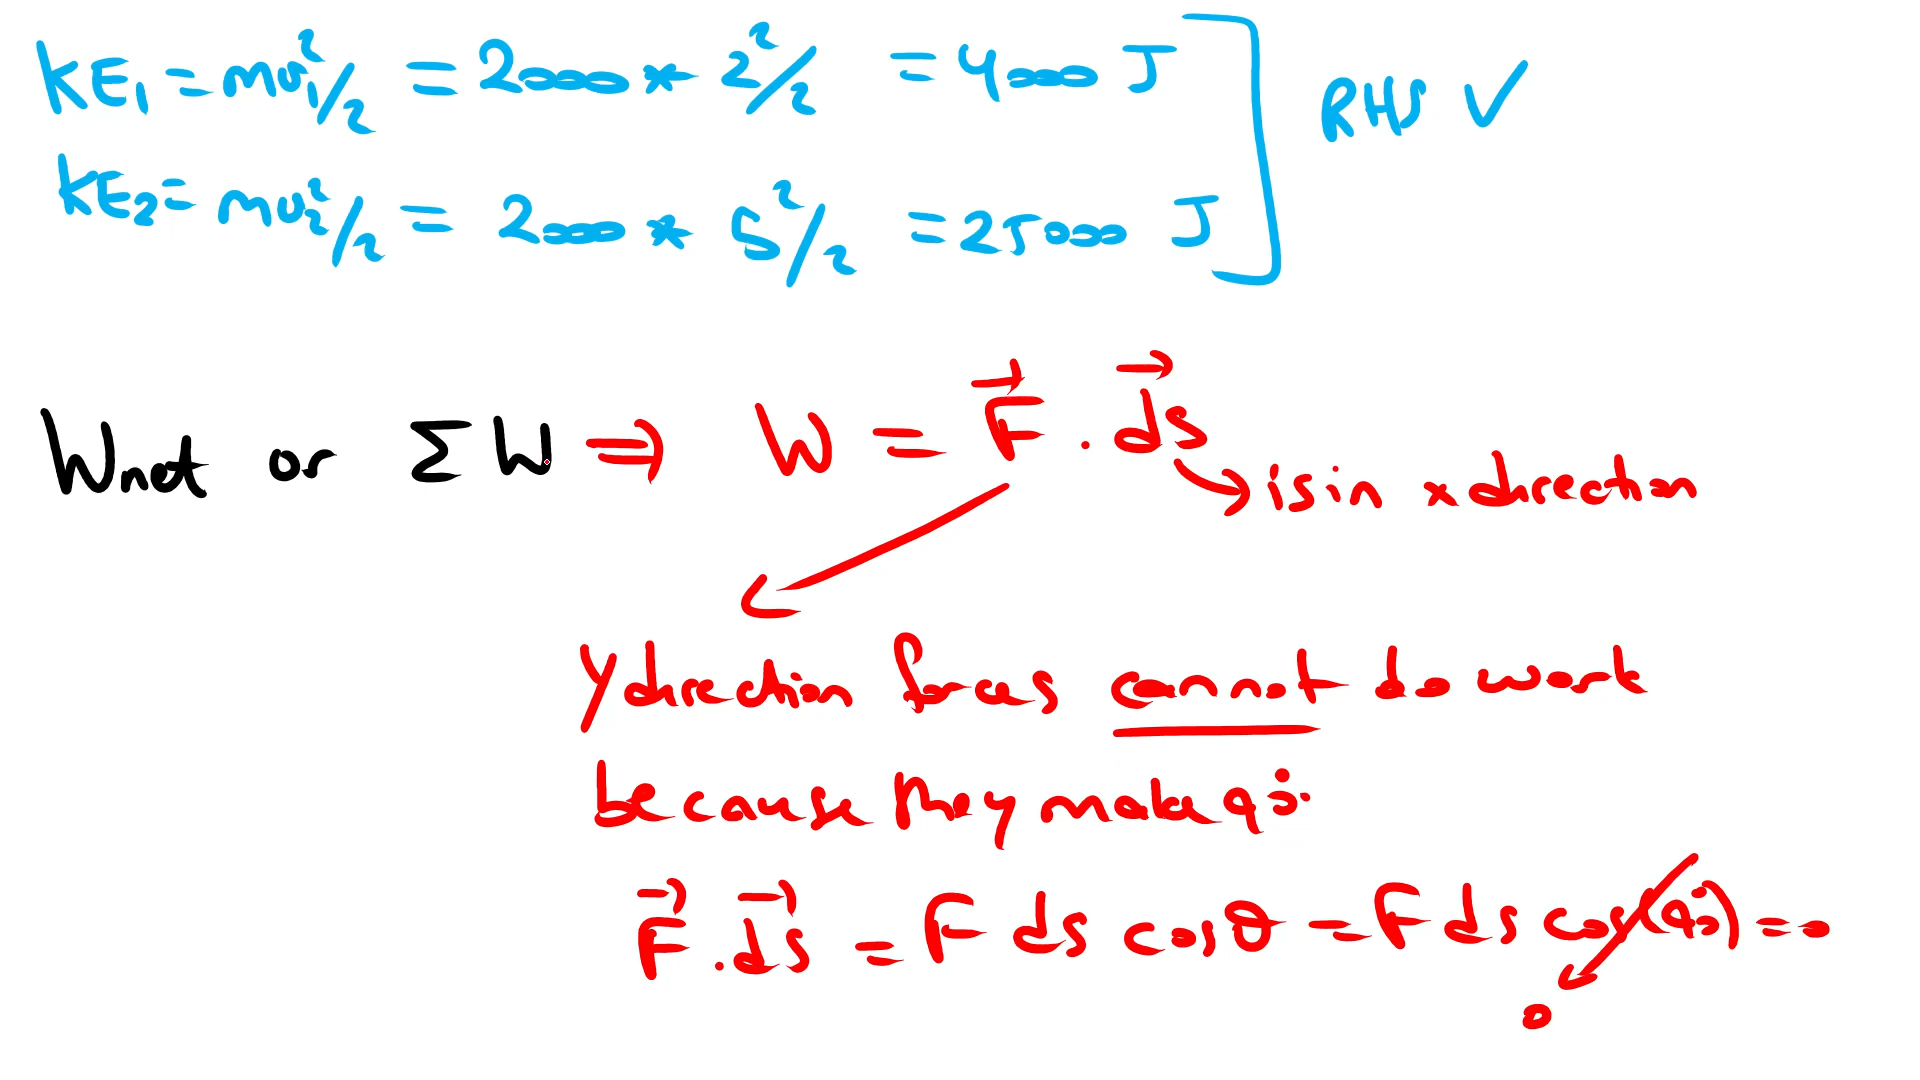 KE₁ = mv₁²/2 = 2000 * 2²/2 = 4000 J
RHS ✓
KE₂ = mv₂²/2 = 2000 * 5²/2 = 25000 J
Wnet or ΣW ⇒ W = F⃗ . ds⃗
is in x direction
Y direction forces cannot do work
because they make 90°
F⃗ . ds⃗ = F ds cosθ = F ds cos(90°) = 0
0